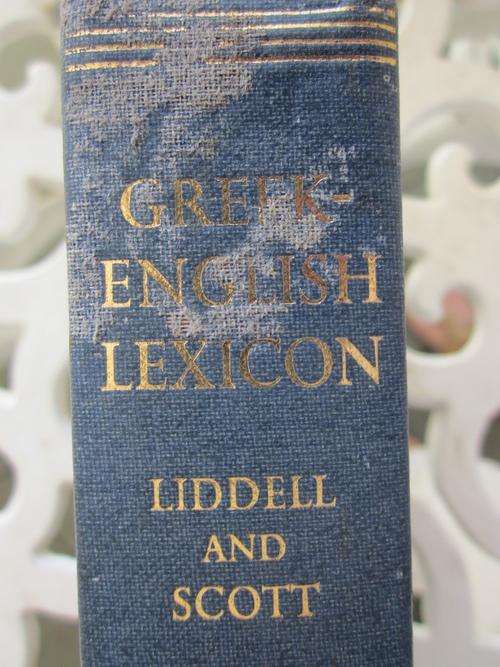 GREEK-
ENGLISH
LEXICON
LIDDELL
AND
SCOTT